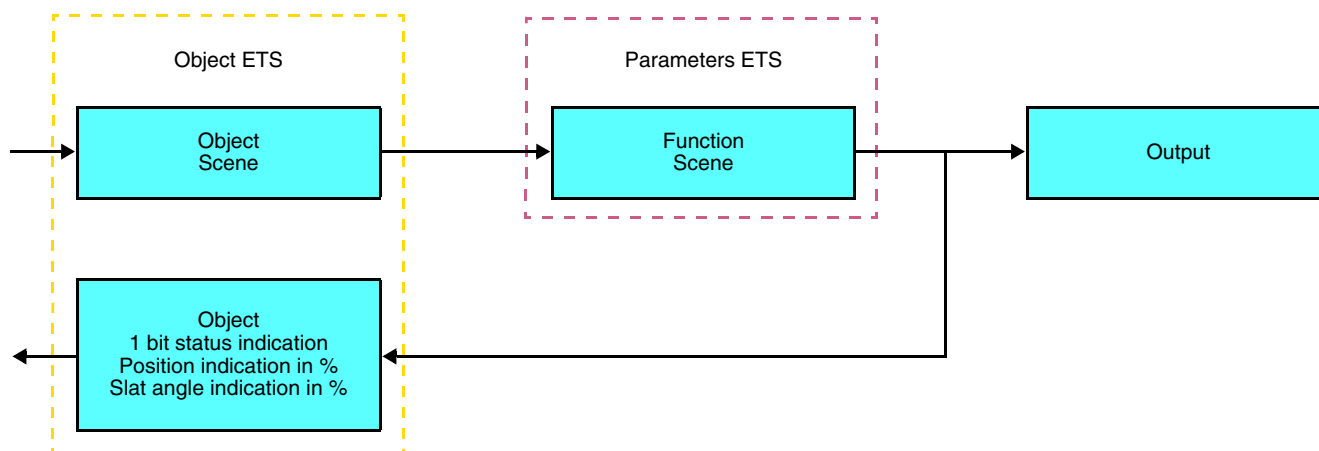 Object ETS
Parameters ETS
Object
Scene
Function
Scene
Output
Object
1 bit status indication
Position indication in %
Slat angle indication in %